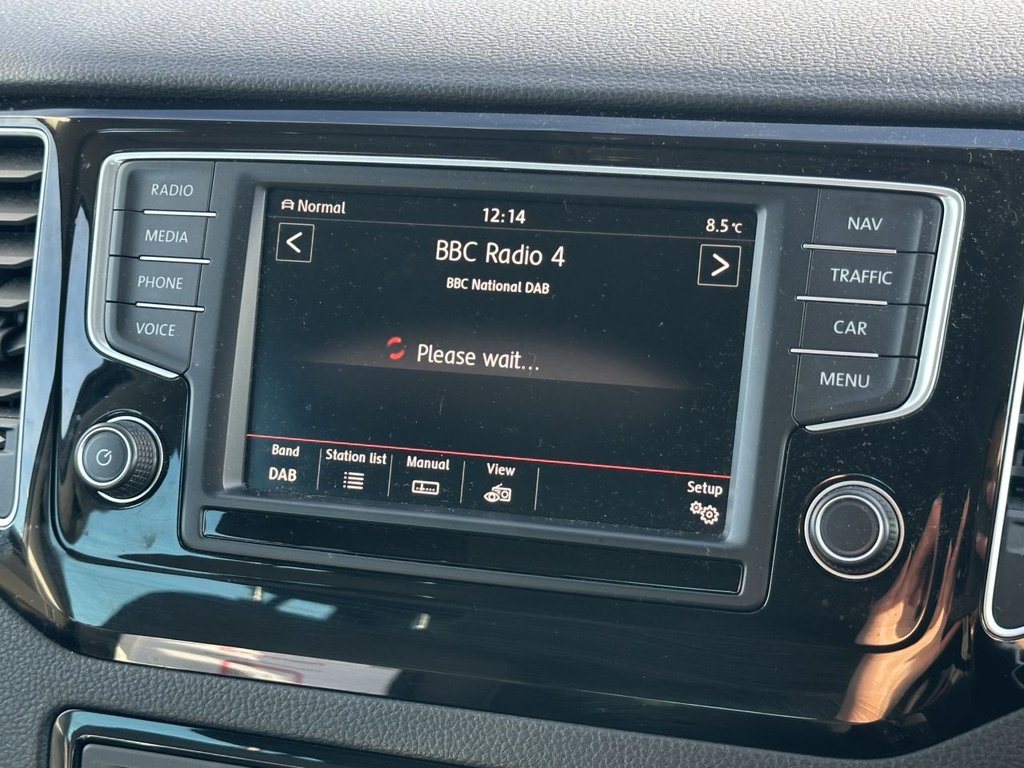 RADIO
MEDIA
PHONE
VOICE
Normal
12:14
8.5°C
<
BBC Radio 4
>
BBC National DAB
Please wait...
Band
DAB
Station list
Manual
View
Setup
NAV
TRAFFIC
CAR
MENU